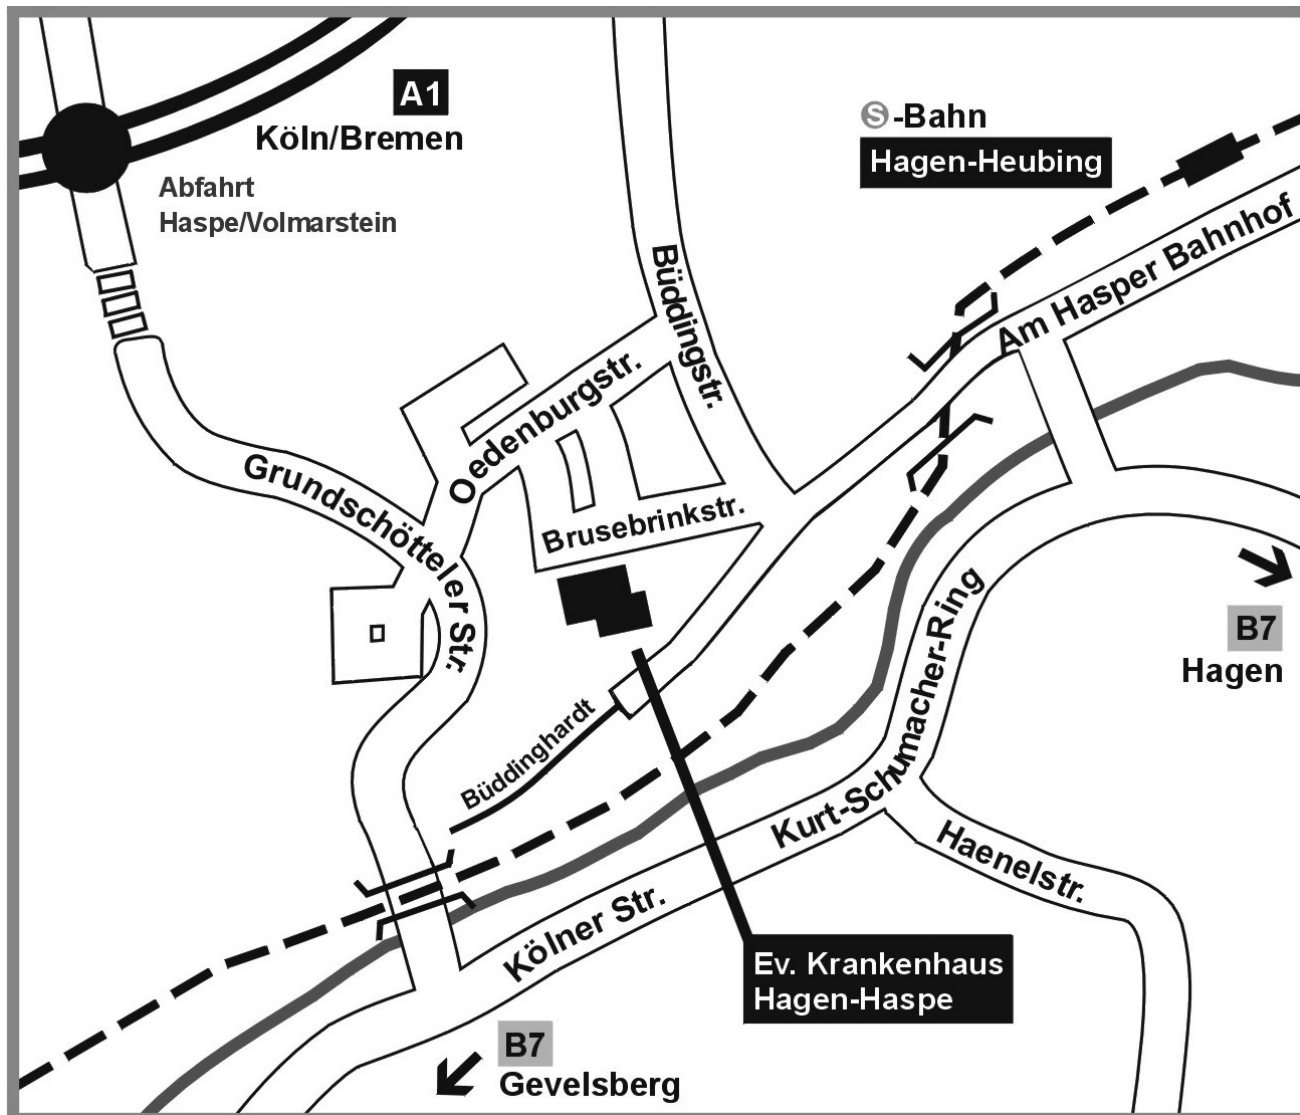 A1
Köln/Bremen
Abfahrt
Haspe/Volmarstein
S-Bahn
Hagen-Heubing
Am Hasper Bahnhof
Büddingstr.
Oedenburgstr.
Grundschötteler Str.
Brusebrinkstr.
Büddinghardt
Kurt-Schumacher-Ring
B7
Hagen
Haenelstr.
Kölner Str.
Ev. Krankenhaus
Hagen-Haspe
B7
Gevelsberg